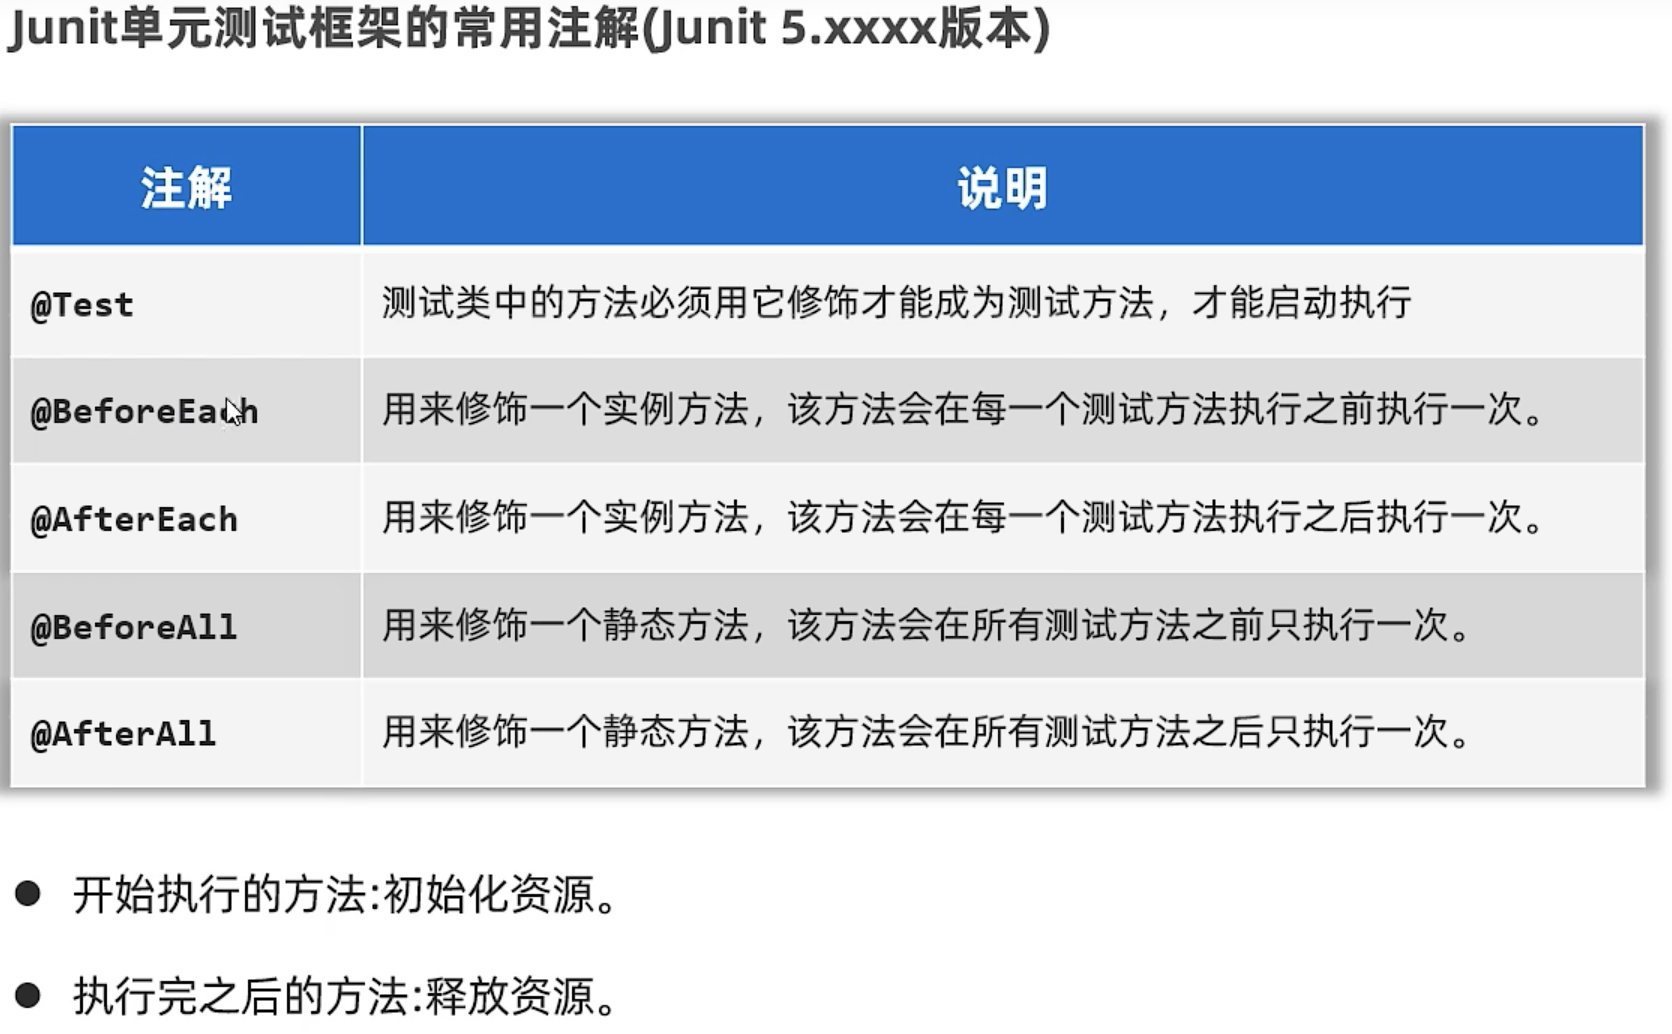 Junit单元测试框架的常用注解(Junit 5.xxxx版本)
注解 说明
@Test 测试类中的方法必须用它修饰才能成为测试方法，才能启动执行
@BeforeEach 用来修饰一个实例方法，该方法会在每一个测试方法执行之前执行一次。
@AfterEach 用来修饰一个实例方法，该方法会在每一个测试方法执行之后执行一次。
@BeforeAll 用来修饰一个静态方法，该方法会在所有测试方法之前只执行一次。
@AfterAll 用来修饰一个静态方法，该方法会在所有测试方法之后只执行一次。
● 开始执行的方法:初始化资源。
● 执行完之后的方法:释放资源。